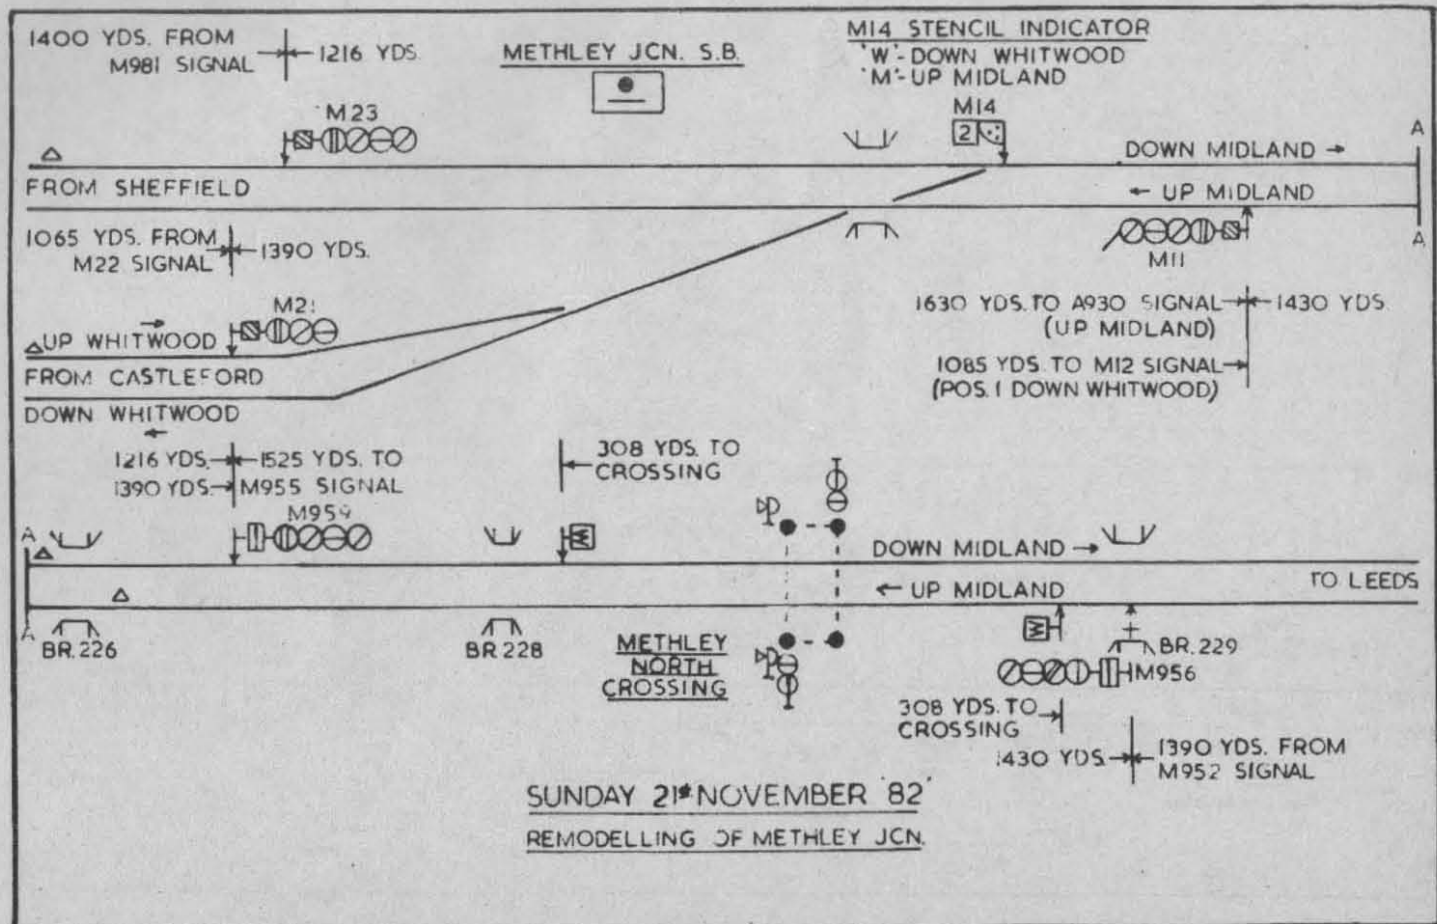 1400 YDS. FROM
M981 SIGNAL
1216 YDS.
METHLEY JCN. S.B.
M14 STENCIL INDICATOR
'W'-DOWN WHITWOOD
'M'-UP MIDLAND
M23
M14
2
A
DOWN MIDLAND →
FROM SHEFFIELD
← UP MIDLAND
A
1065 YDS. FROM
M22 SIGNAL
1390 YDS.
M11
M21
1630 YDS. TO A930 SIGNAL
(UP MIDLAND)
1430 YDS.
UP WHITWOOD
FROM CASTLEFORD
1085 YDS. TO M12 SIGNAL
(POS. 1 DOWN WHITWOOD)
DOWN WHITWOOD
1216 YDS.
1390 YDS.
1525 YDS. TO
M955 SIGNAL
308 YDS. TO
CROSSING
M959
W
A
DOWN MIDLAND →
← UP MIDLAND
TO LEEDS
A
BR. 226
BR. 228
METHLEY
NORTH
CROSSING
W
BR. 229
M956
308 YDS. TO
CROSSING
1430 YDS.
1390 YDS. FROM
M952 SIGNAL
SUNDAY 21st NOVEMBER '82'
REMODELLING OF METHLEY JCN.